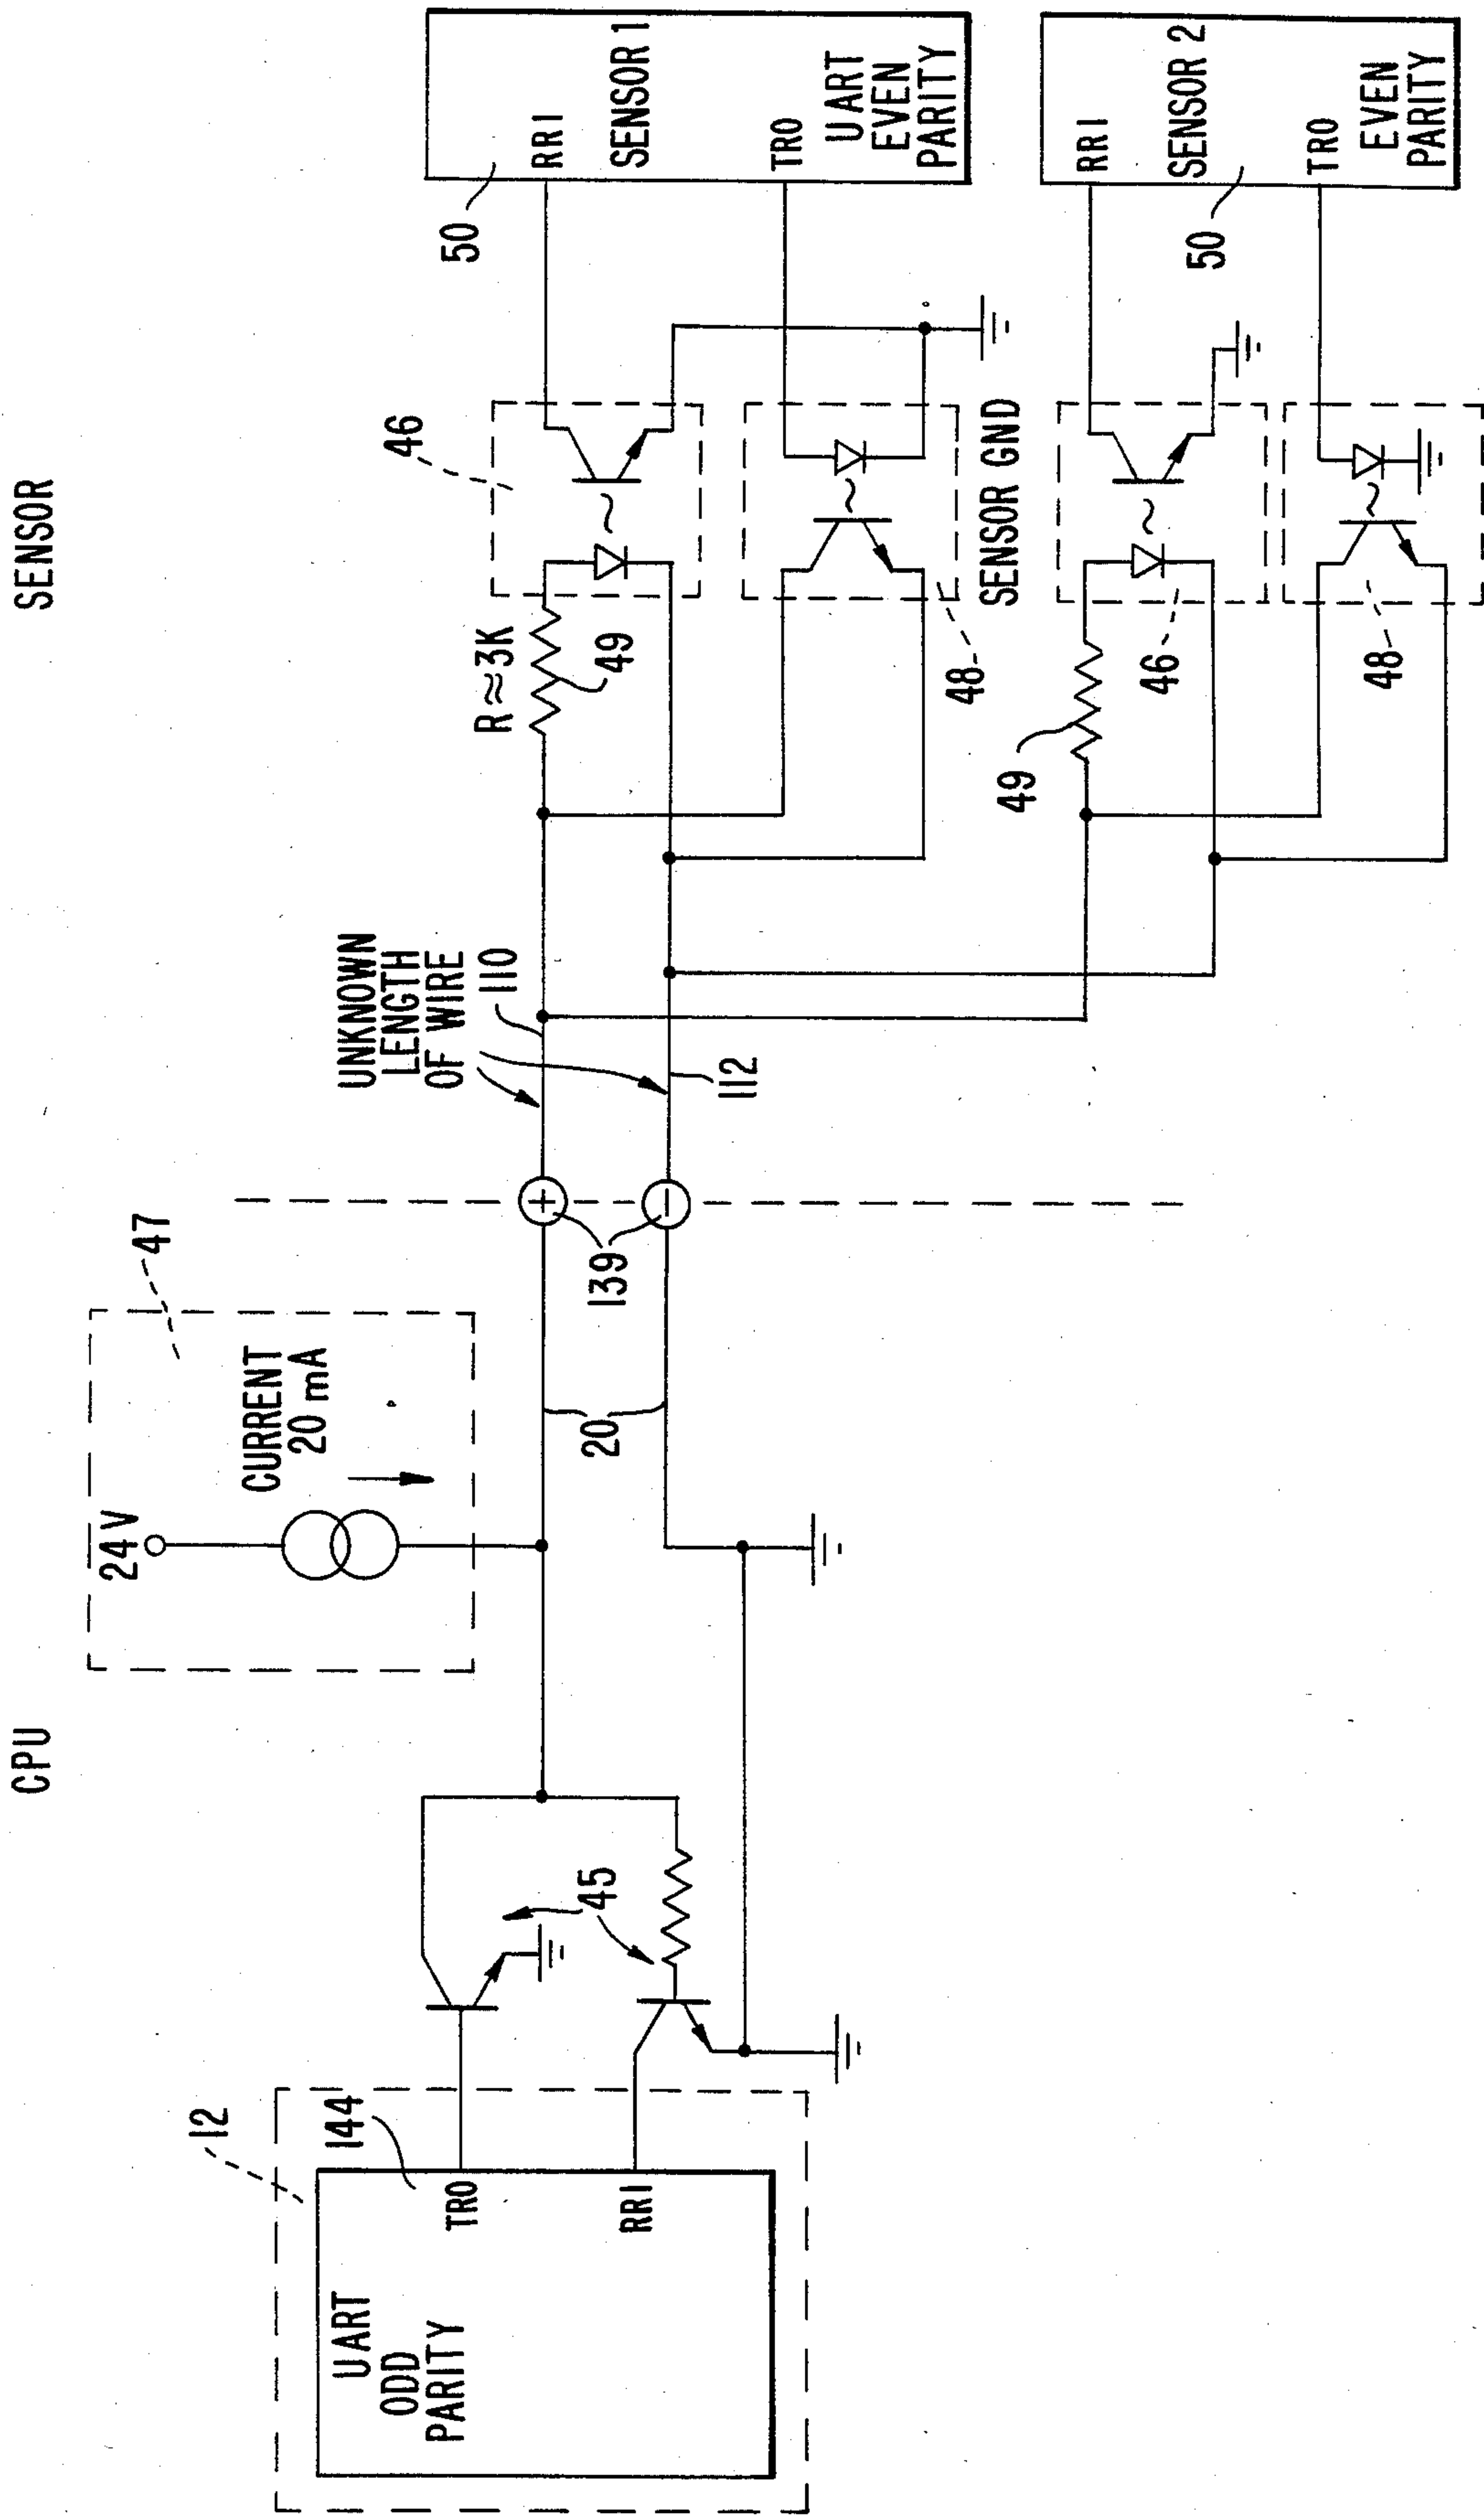 CPU
SENSOR
12
144
UART
ODD
PARITY
TRO
RRI
45
24V
CURRENT
20 mA
47
20
139
UNKNOWN
LENGTH
OF WIRE
110
112
R≈3K
49
46
48
SENSOR GND
50
RRI
SENSOR 1
TRO
UART
EVEN
PARITY
49
46
48
50
RRI
SENSOR 2
TRO
EVEN
PARITY